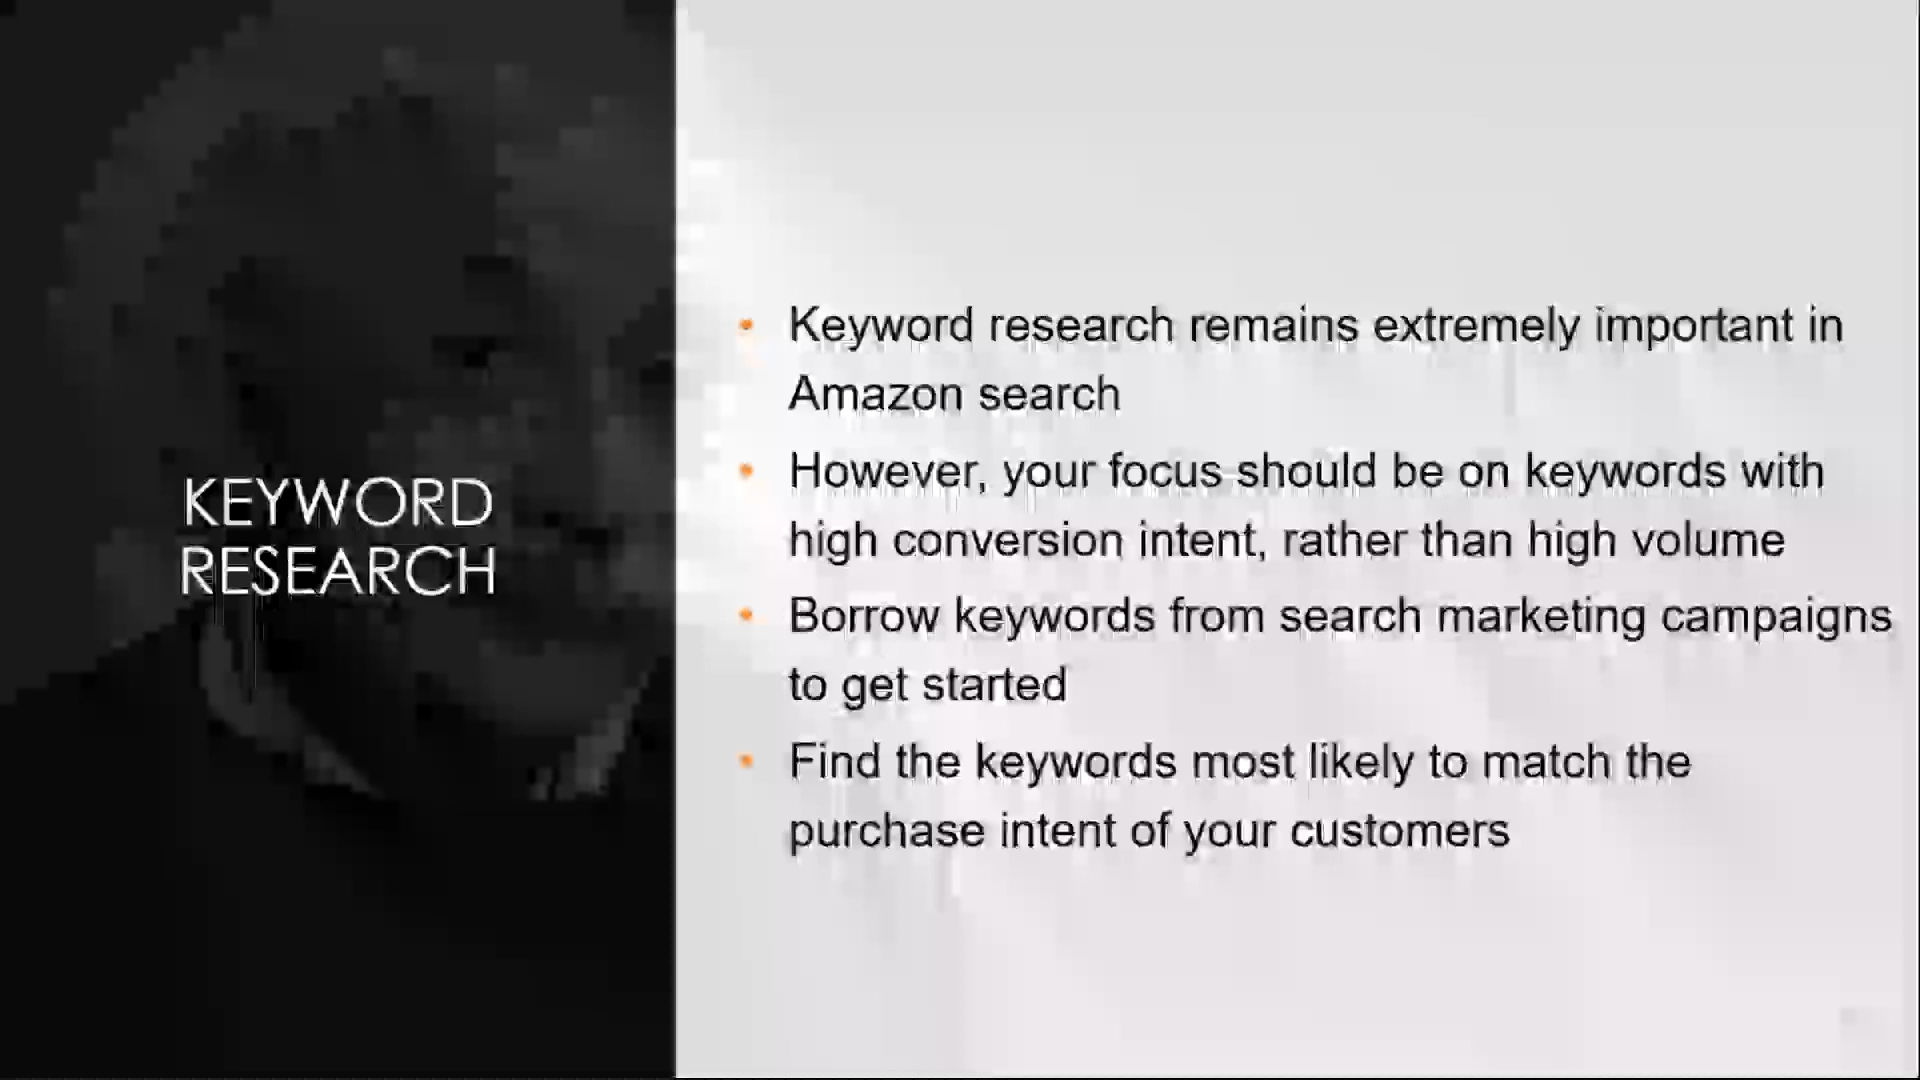 KEYWORD
RESEARCH
• Keyword research remains extremely important in
Amazon search
• However, your focus should be on keywords with
high conversion intent, rather than high volume
• Borrow keywords from search marketing campaigns
to get started
• Find the keywords most likely to match the
purchase intent of your customers